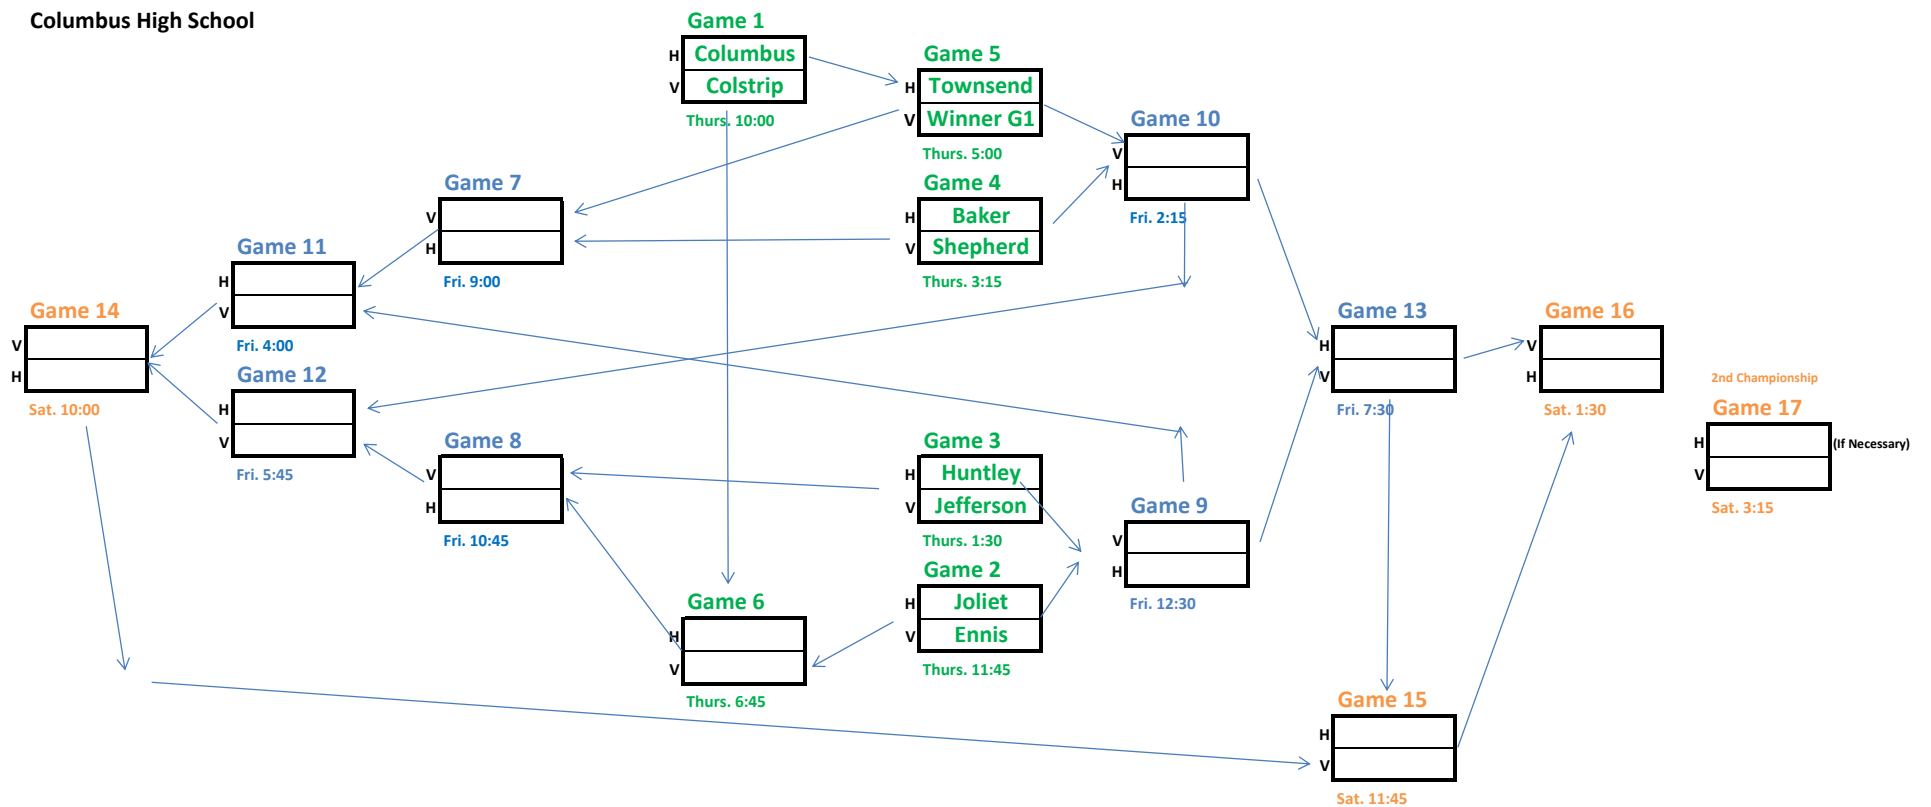 Columbus High School
Game 1
H Columbus
V Colstrip
Thurs. 10:00
Game 5
H Townsend
V Winner G1
Thurs. 5:00
Game 10
V
H
Fri. 2:15
Game 4
H Baker
V Shepherd
Thurs. 3:15
Game 7
V
H
Fri. 9:00
Game 11
H
V
Fri. 4:00
Game 14
V
H
Sat. 10:00
Game 12
H
V
Fri. 5:45
Game 8
V
H
Fri. 10:45
Game 3
H Huntley
V Jefferson
Thurs. 1:30
Game 2
H Joliet
V Ennis
Thurs. 11:45
Game 6
H
V
Thurs. 6:45
Game 9
V
H
Fri. 12:30
Game 13
H
V
Fri. 7:30
Game 16
V
H
Sat. 1:30
2nd Championship
Game 17
H (If Necessary)
V
Sat. 3:15
Game 15
H
V
Sat. 11:45